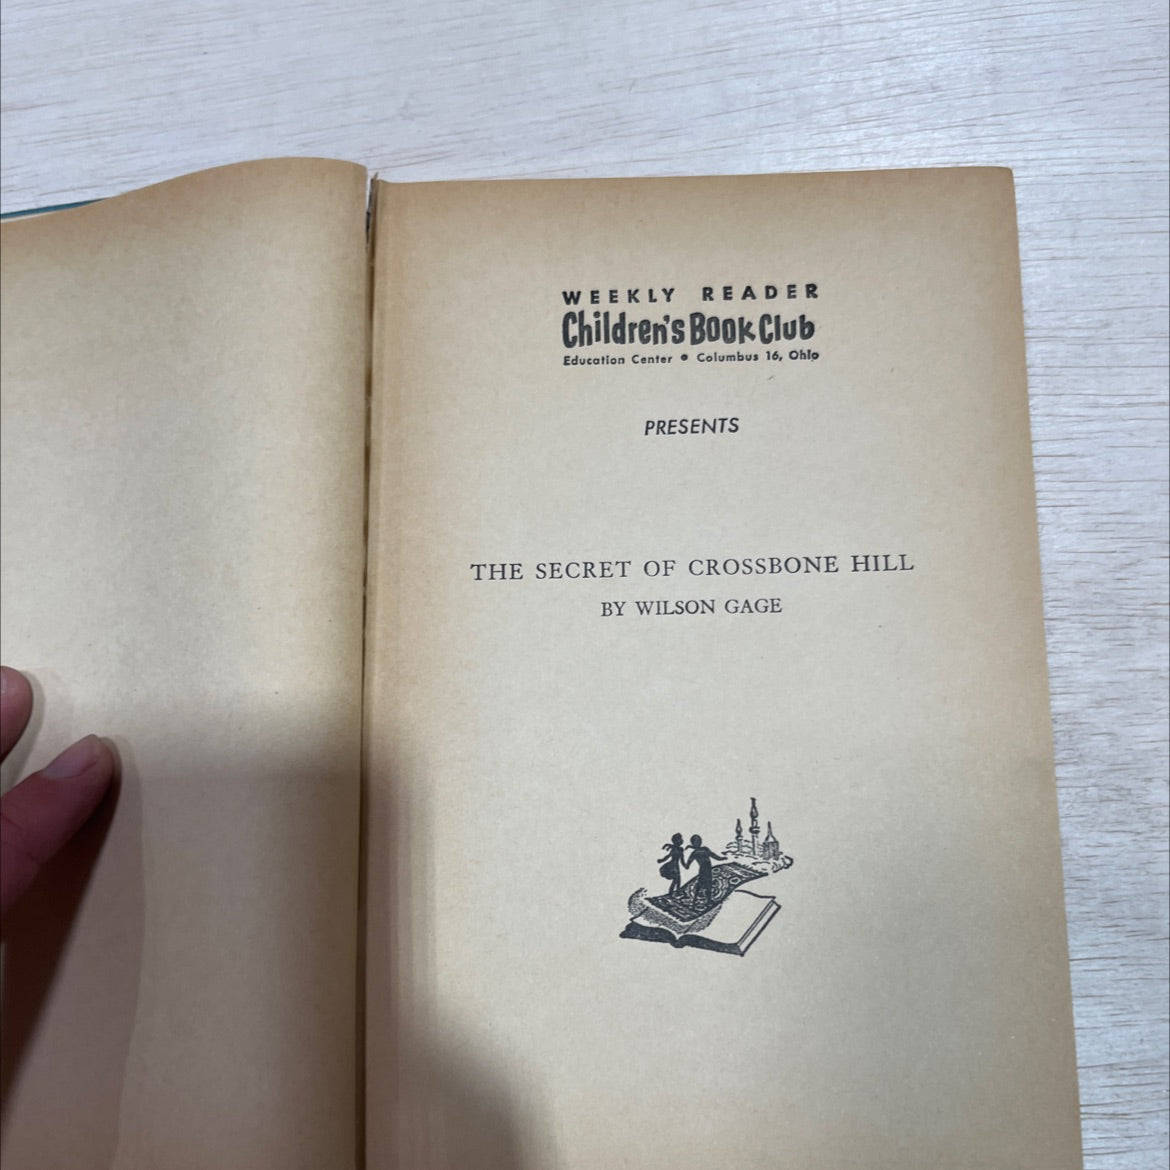 WEEKLY READER
Children's Book Club
Education Center • Columbus 16, Ohio
PRESENTS
THE SECRET OF CROSSBONE HILL
BY WILSON GAGE